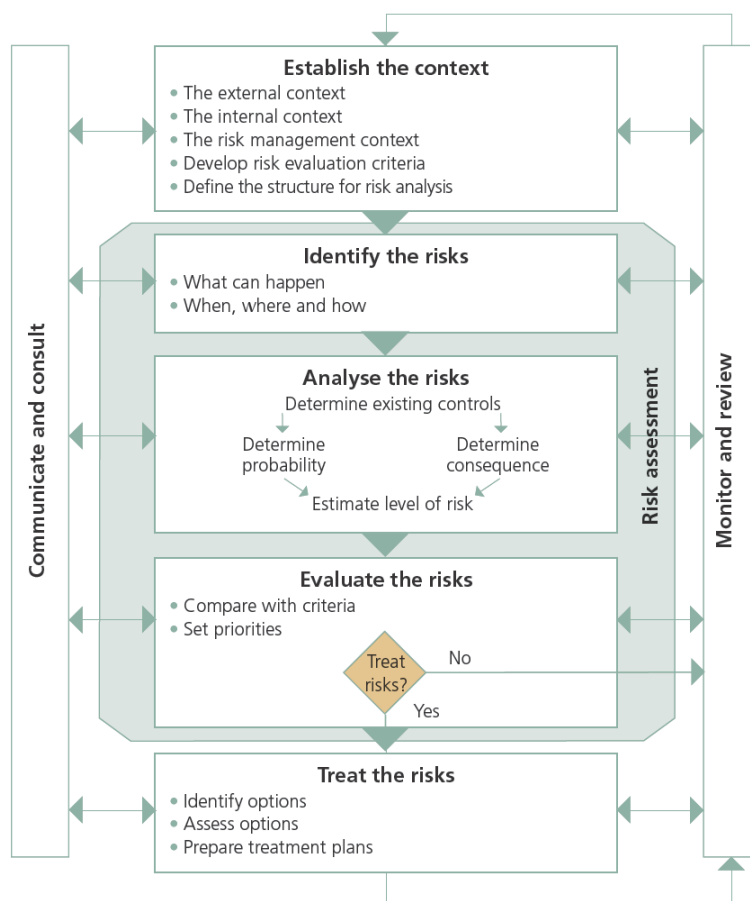 Establish the context
• The external context
• The internal context
• The risk management context
• Develop risk evaluation criteria
• Define the structure for risk analysis
Identify the risks
• What can happen
• When, where and how
Analyse the risks
Determine existing controls
Determine
probability
Determine
consequence
Estimate level of risk
Evaluate the risks
• Compare with criteria
• Set priorities
Treat
risks?
No
Yes
Treat the risks
• Identify options
• Assess options
• Prepare treatment plans
Communicate and consult
Risk assessment
Monitor and review